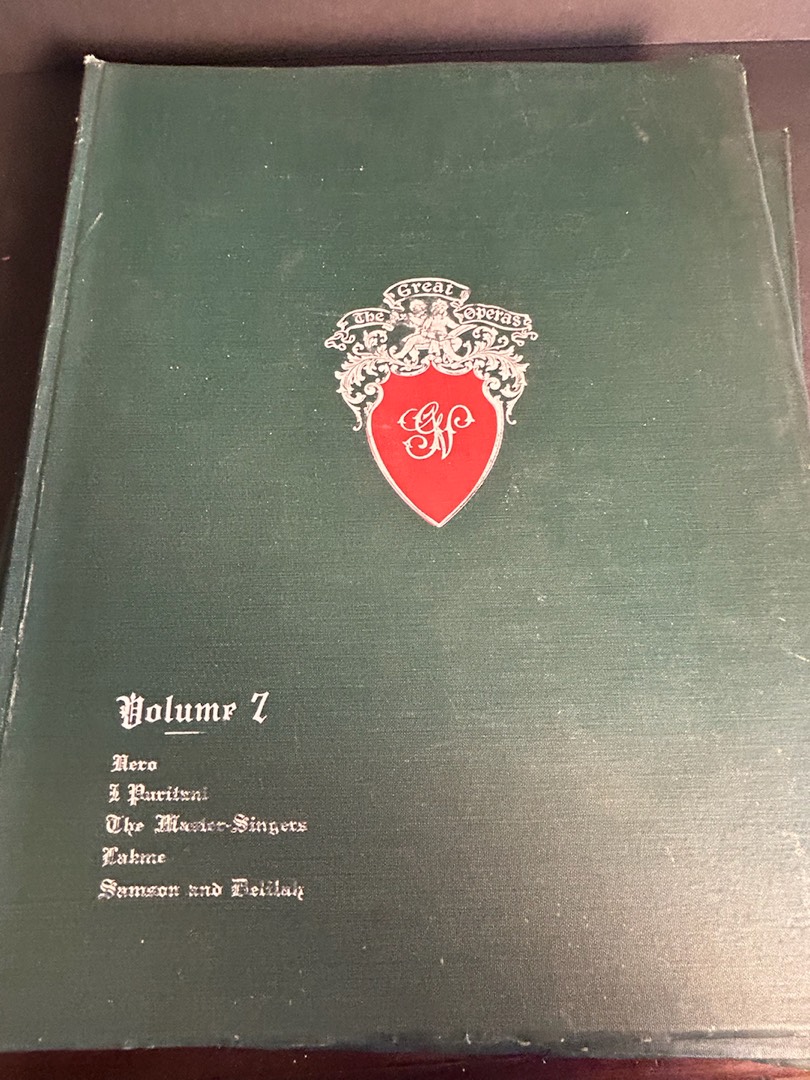 The Great Operas
GN
Volume 7
Nero
I Puritani
The Master-Singers
Lakme
Samson and Delilah